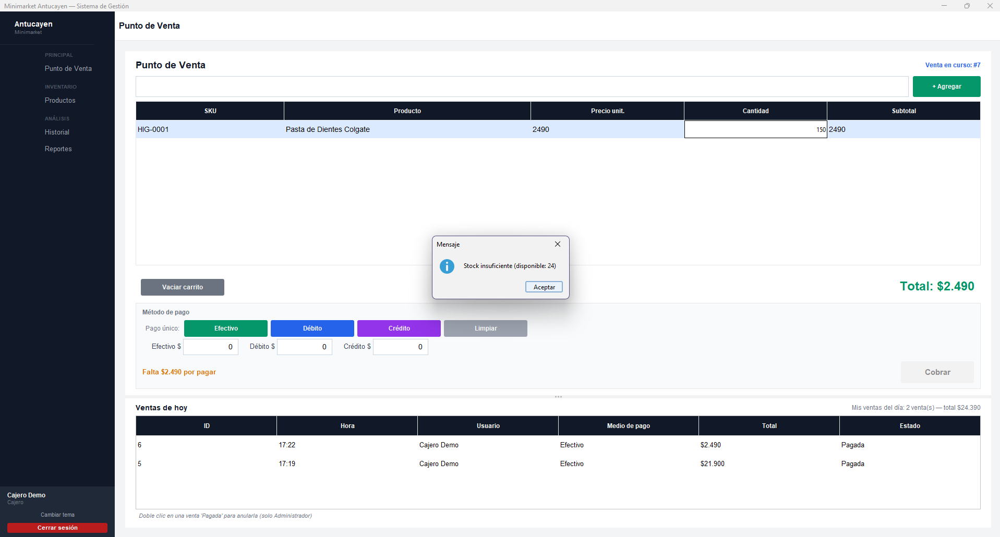 Minimarket Antucayen — Sistema de Gestión
Antucayen
Minimarket
PRINCIPAL
Punto de Venta
INVENTARIO
Productos
ANÁLISIS
Historial
Reportes
Cajero Demo
Cajero
Cambiar tema
Cerrar sesión
Punto de Venta
Punto de Venta
Venta en curso: #7
+ Agregar
SKU Producto Precio unit. Cantidad Subtotal
HIG-0001 Pasta de Dientes Colgate 2490 150 2490
Mensaje
Stock insuficiente (disponible: 24)
Aceptar
Vaciar carrito
Total: $2.490
Método de pago
Pago único: Efectivo Débito Crédito Limpiar
Efectivo $ 0 Débito $ 0 Crédito $ 0
Falta $2.490 por pagar
Cobrar
Ventas de hoy
Mis ventas del día: 2 venta(s) — total $24.390
ID Hora Usuario Medio de pago Total Estado
6 17:22 Cajero Demo Efectivo $2.490 Pagada
5 17:19 Cajero Demo Efectivo $21.900 Pagada
Doble clic en una venta 'Pagada' para anularla (solo Administrador)